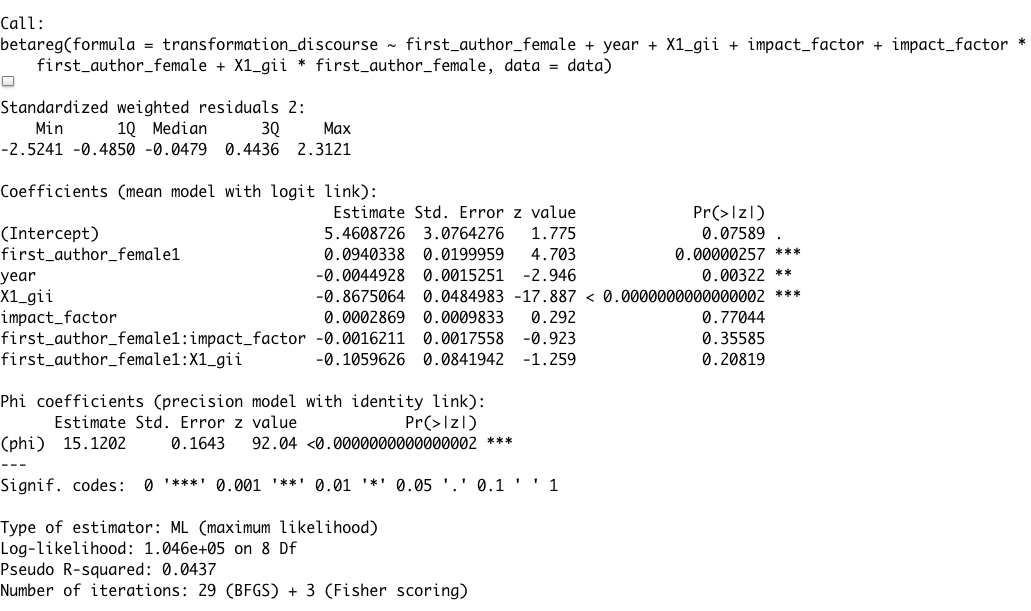 Call:
betareg(formula = transformation_discourse ~ first_author_female + year + X1_gii + impact_factor + impact_factor *
    first_author_female + X1_gii * first_author_female, data = data)

Standardized weighted residuals 2:
    Min      1Q  Median      3Q     Max
-2.5241 -0.4850 -0.0479  0.4436  2.3121

Coefficients (mean model with logit link):
                                    Estimate Std. Error z value             Pr(>|z|)
(Intercept)                        5.4608726  3.0764276   1.775              0.07589 .
first_author_female1               0.0940338  0.0199959   4.703           0.00000257 ***
year                              -0.0044928  0.0015251  -2.946              0.00322 **
X1_gii                            -0.8675064  0.0484983 -17.887 < 0.0000000000000002 ***
impact_factor                      0.0002869  0.0009833   0.292              0.77044
first_author_female1:impact_factor -0.0016211  0.0017558  -0.923              0.35585
first_author_female1:X1_gii       -0.1059626  0.0841942  -1.259              0.20819

Phi coefficients (precision model with identity link):
      Estimate Std. Error z value            Pr(>|z|)
(phi)  15.1202     0.1643   92.04 <0.0000000000000002 ***
---
Signif. codes:  0 '***' 0.001 '**' 0.01 '*' 0.05 '.' 0.1 ' ' 1

Type of estimator: ML (maximum likelihood)
Log-likelihood: 1.046e+05 on 8 Df
Pseudo R-squared: 0.0437
Number of iterations: 29 (BFGS) + 3 (Fisher scoring)